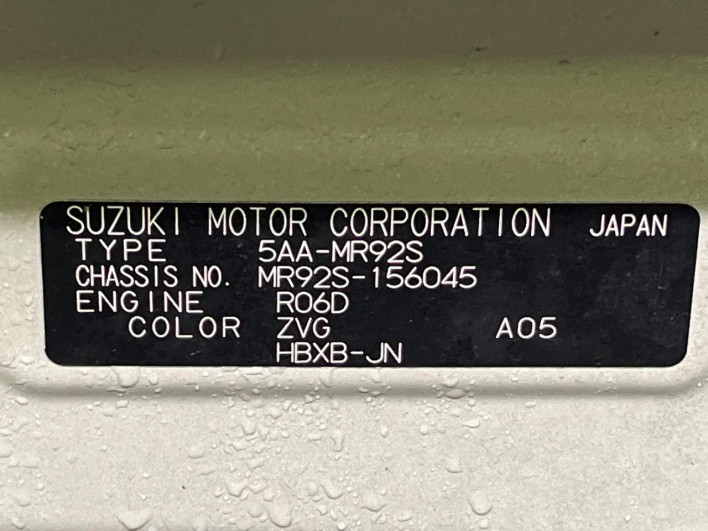 SUZUKI MOTOR CORPORATION JAPAN
TYPE 5AA-MR92S
CHASSIS NO. MR92S-156045
ENGINE R06D
COLOR ZVG A05
HBXB-JN